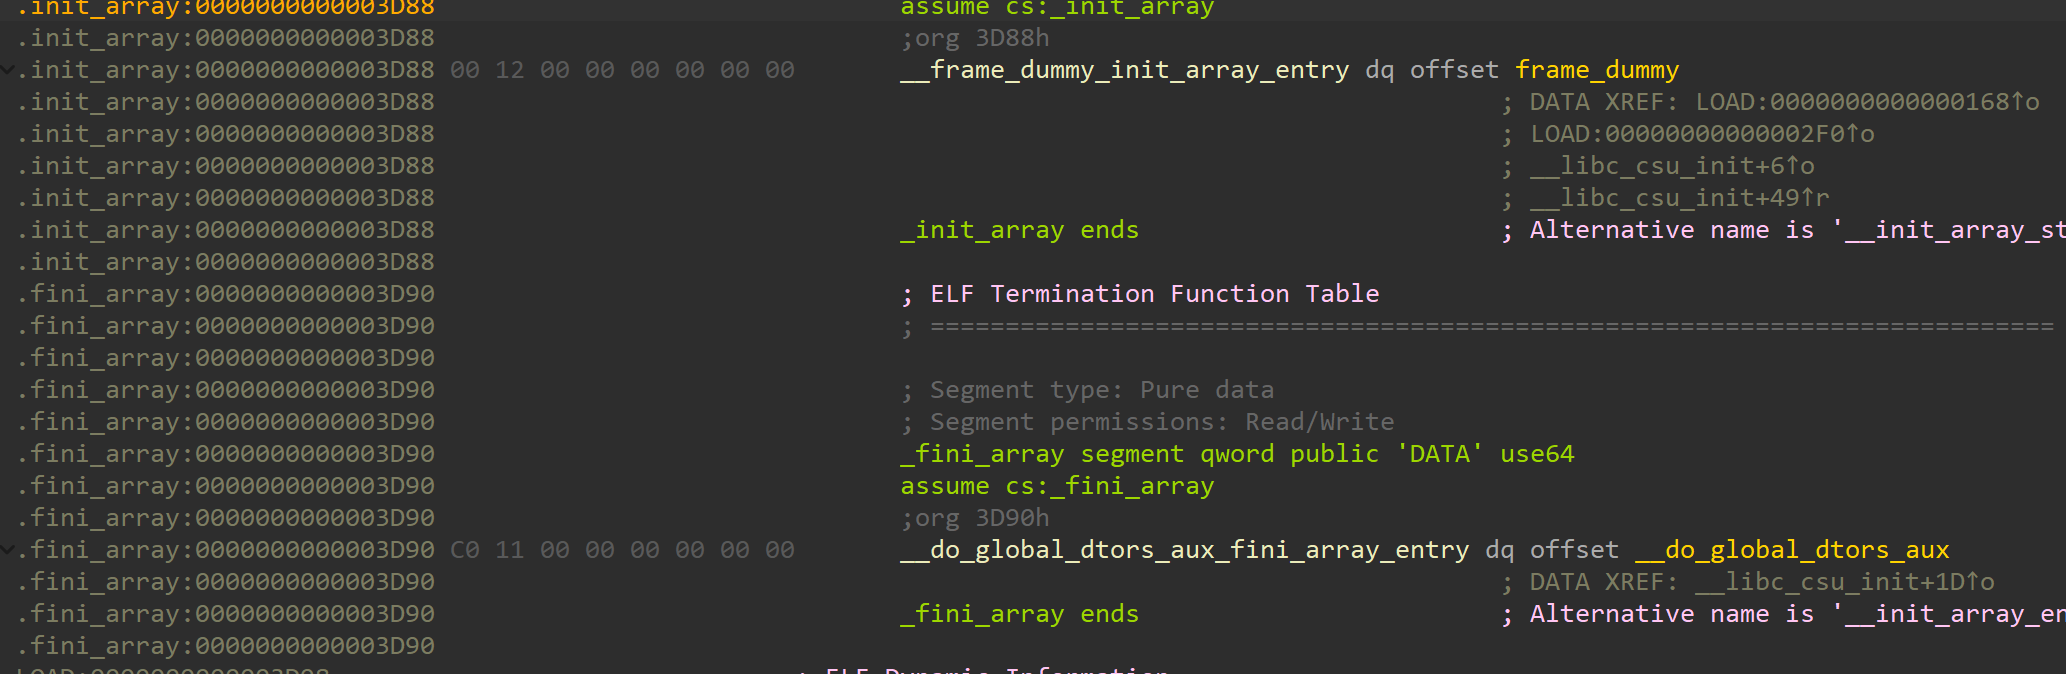 .init_array:0000000000003D88 assume cs:_init_array
.init_array:0000000000003D88 ;org 3D88h
.init_array:0000000000003D88 00 12 00 00 00 00 00 00 __frame_dummy_init_array_entry dq offset frame_dummy
.init_array:0000000000003D88 ; DATA XREF: LOAD:0000000000000168↑o
.init_array:0000000000003D88 ; LOAD:00000000000002F0↑o
.init_array:0000000000003D88 ; __libc_csu_init+6↑o
.init_array:0000000000003D88 ; __libc_csu_init+49↑r
.init_array:0000000000003D88 _init_array ends ; Alternative name is '__init_array_st
.init_array:0000000000003D88
.fini_array:0000000000003D90 ; ELF Termination Function Table
.fini_array:0000000000003D90 ; ===========================================================================
.fini_array:0000000000003D90
.fini_array:0000000000003D90 ; Segment type: Pure data
.fini_array:0000000000003D90 ; Segment permissions: Read/Write
.fini_array:0000000000003D90 _fini_array segment qword public 'DATA' use64
.fini_array:0000000000003D90 assume cs:_fini_array
.fini_array:0000000000003D90 ;org 3D90h
.fini_array:0000000000003D90 C0 11 00 00 00 00 00 00 __do_global_dtors_aux_fini_array_entry dq offset __do_global_dtors_aux
.fini_array:0000000000003D90 ; DATA XREF: __libc_csu_init+1D↑o
.fini_array:0000000000003D90 _fini_array ends ; Alternative name is '__init_array_en
.fini_array:0000000000003D90
LOAD:0000000000003D98 ; ELF Dynamic Information